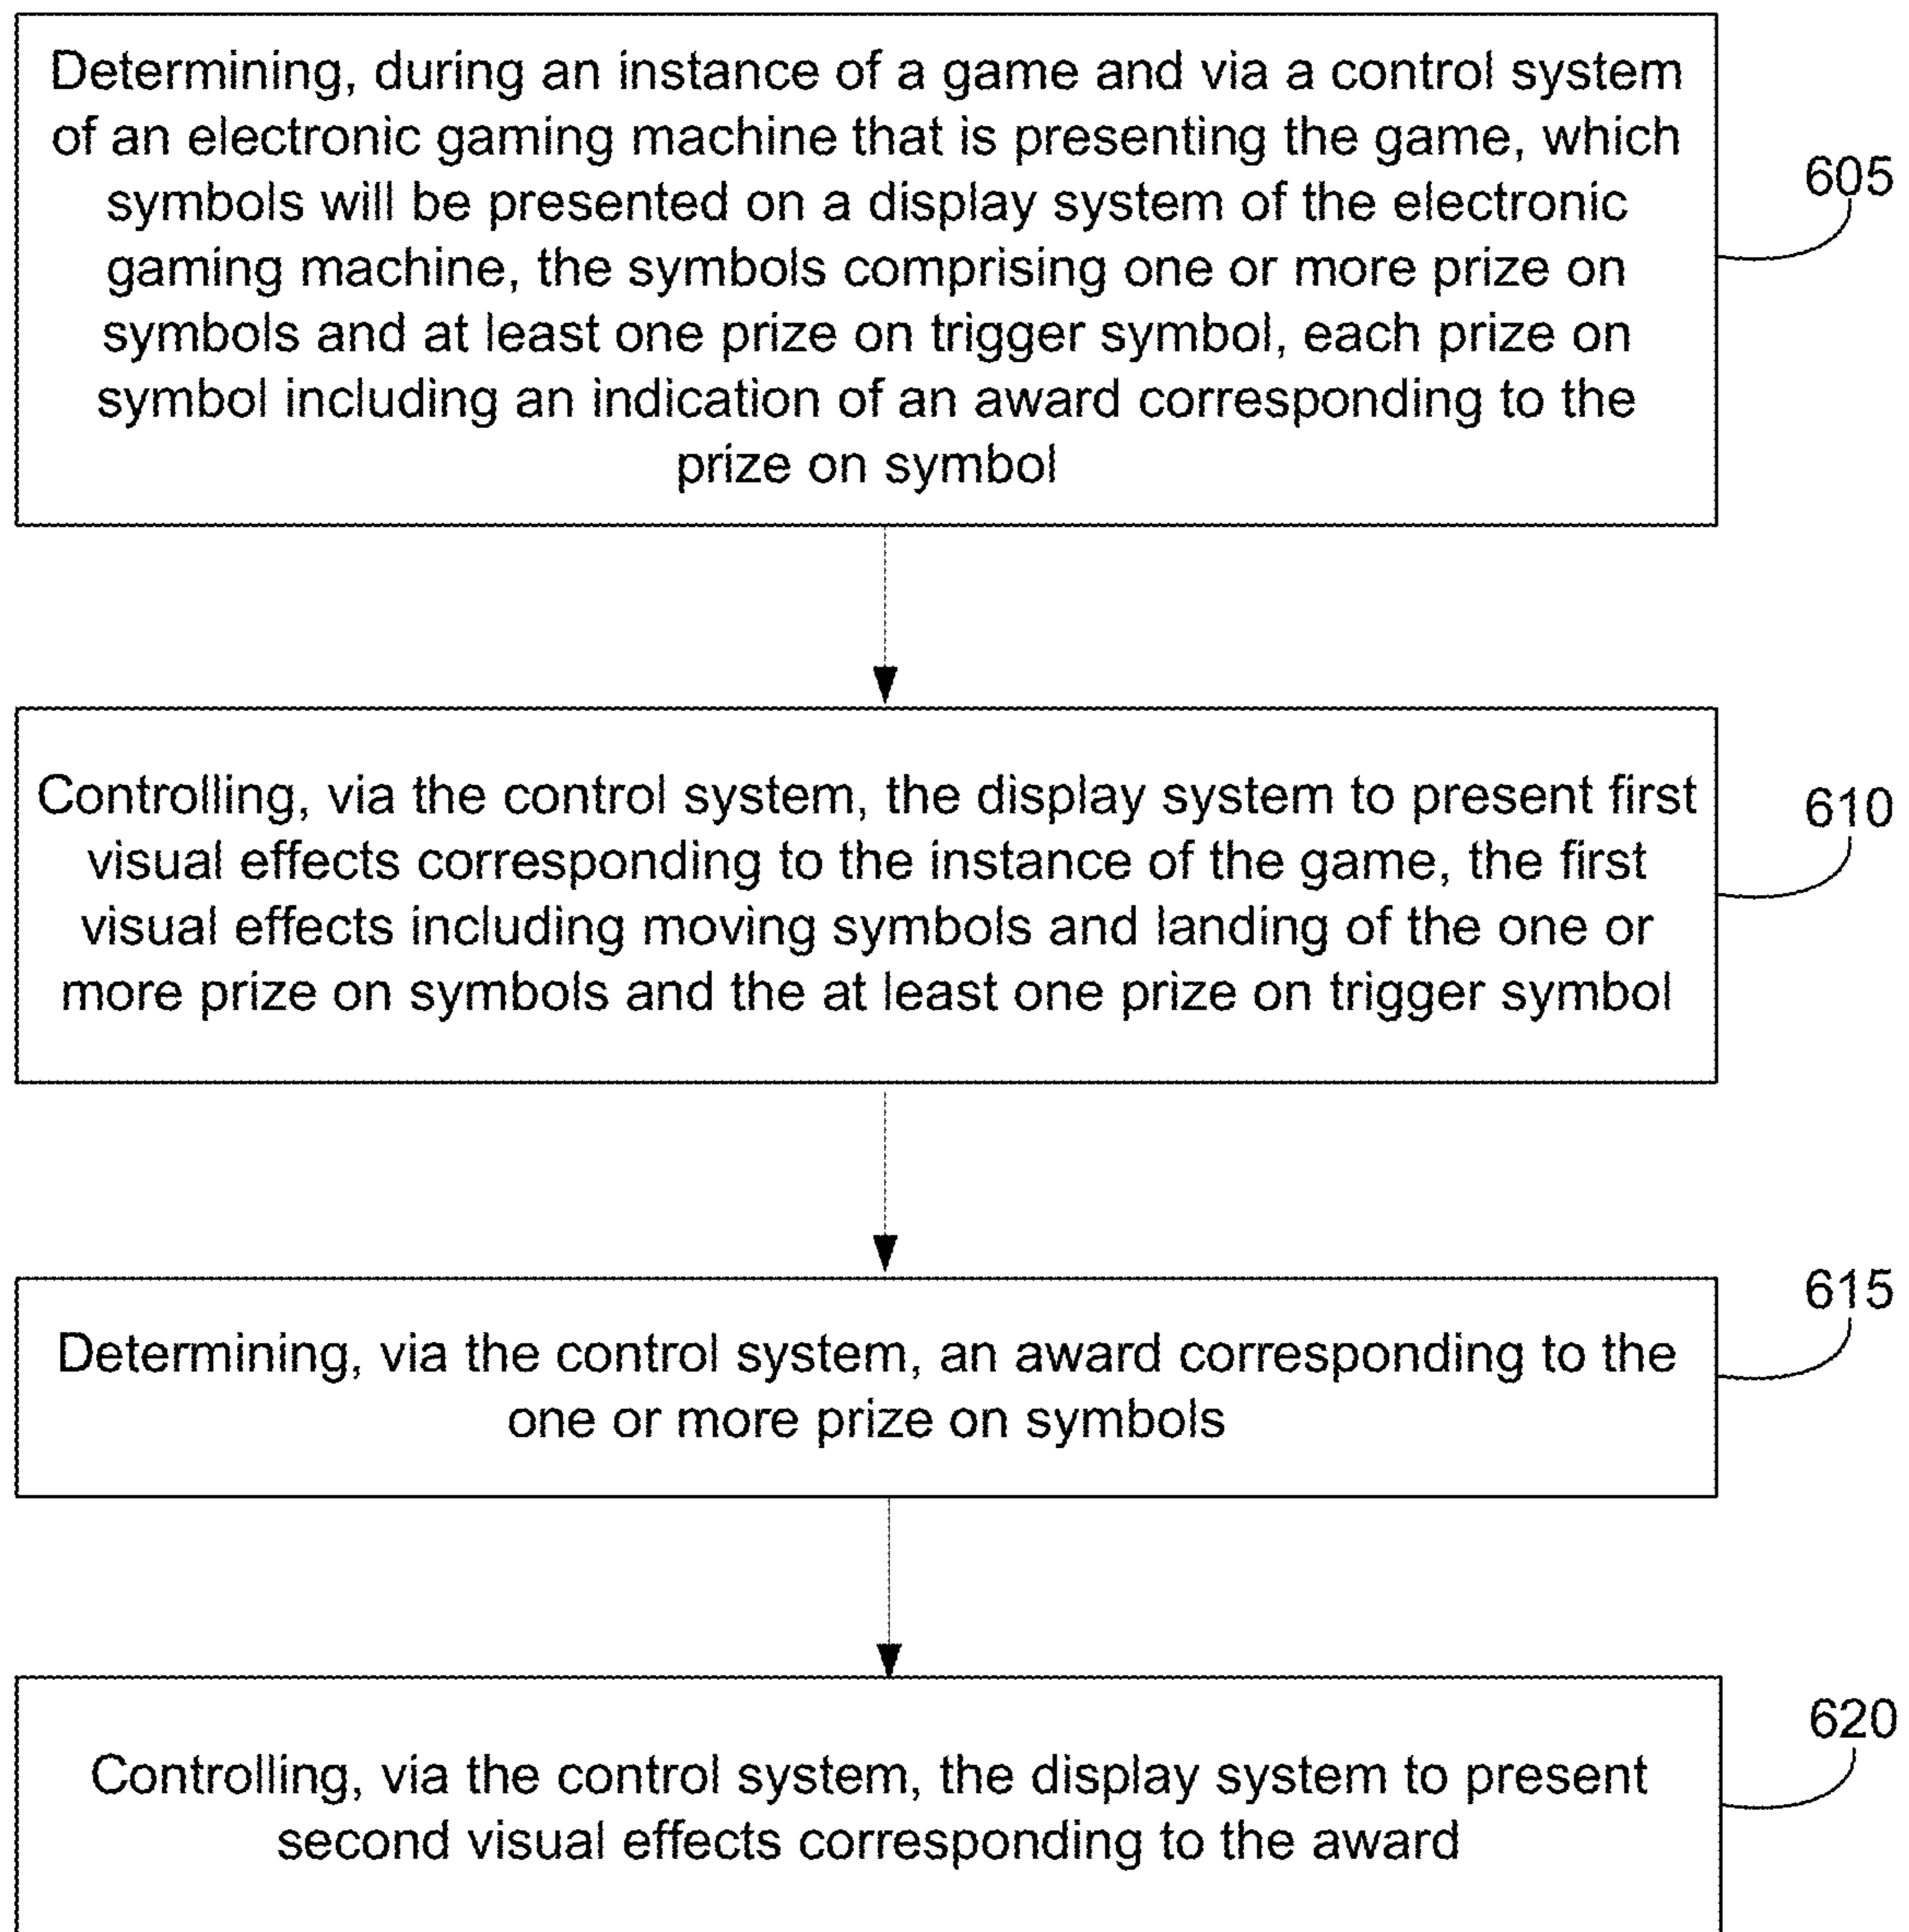 Determining, during an instance of a game and via a control system
of an electronic gaming machine that is presenting the game, which
symbols will be presented on a display system of the electronic
gaming machine, the symbols comprising one or more prize on
symbols and at least one prize on trigger symbol, each prize on
symbol including an indication of an award corresponding to the
prize on symbol
605
Controlling, via the control system, the display system to present first
visual effects corresponding to the instance of the game, the first
visual effects including moving symbols and landing of the one or
more prize on symbols and the at least one prize on trigger symbol
610
Determining, via the control system, an award corresponding to the
one or more prize on symbols
615
Controlling, via the control system, the display system to present
second visual effects corresponding to the award
620